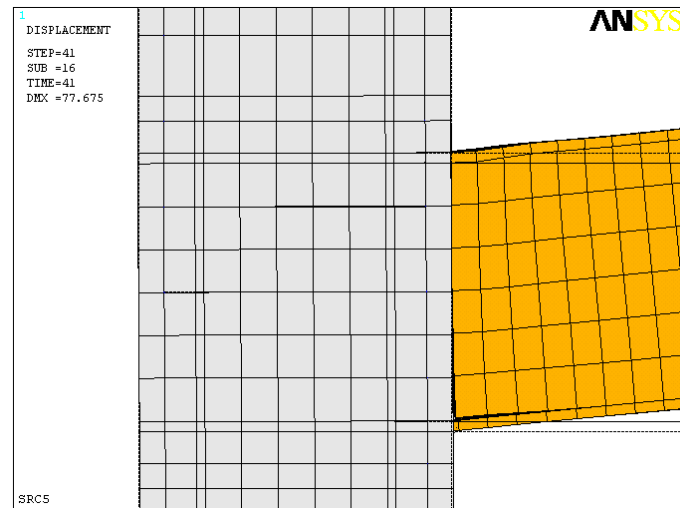 1
DISPLACEMENT
STEP=41
SUB =16
TIME=41
DMX =77.675
ANSYS
SRC5